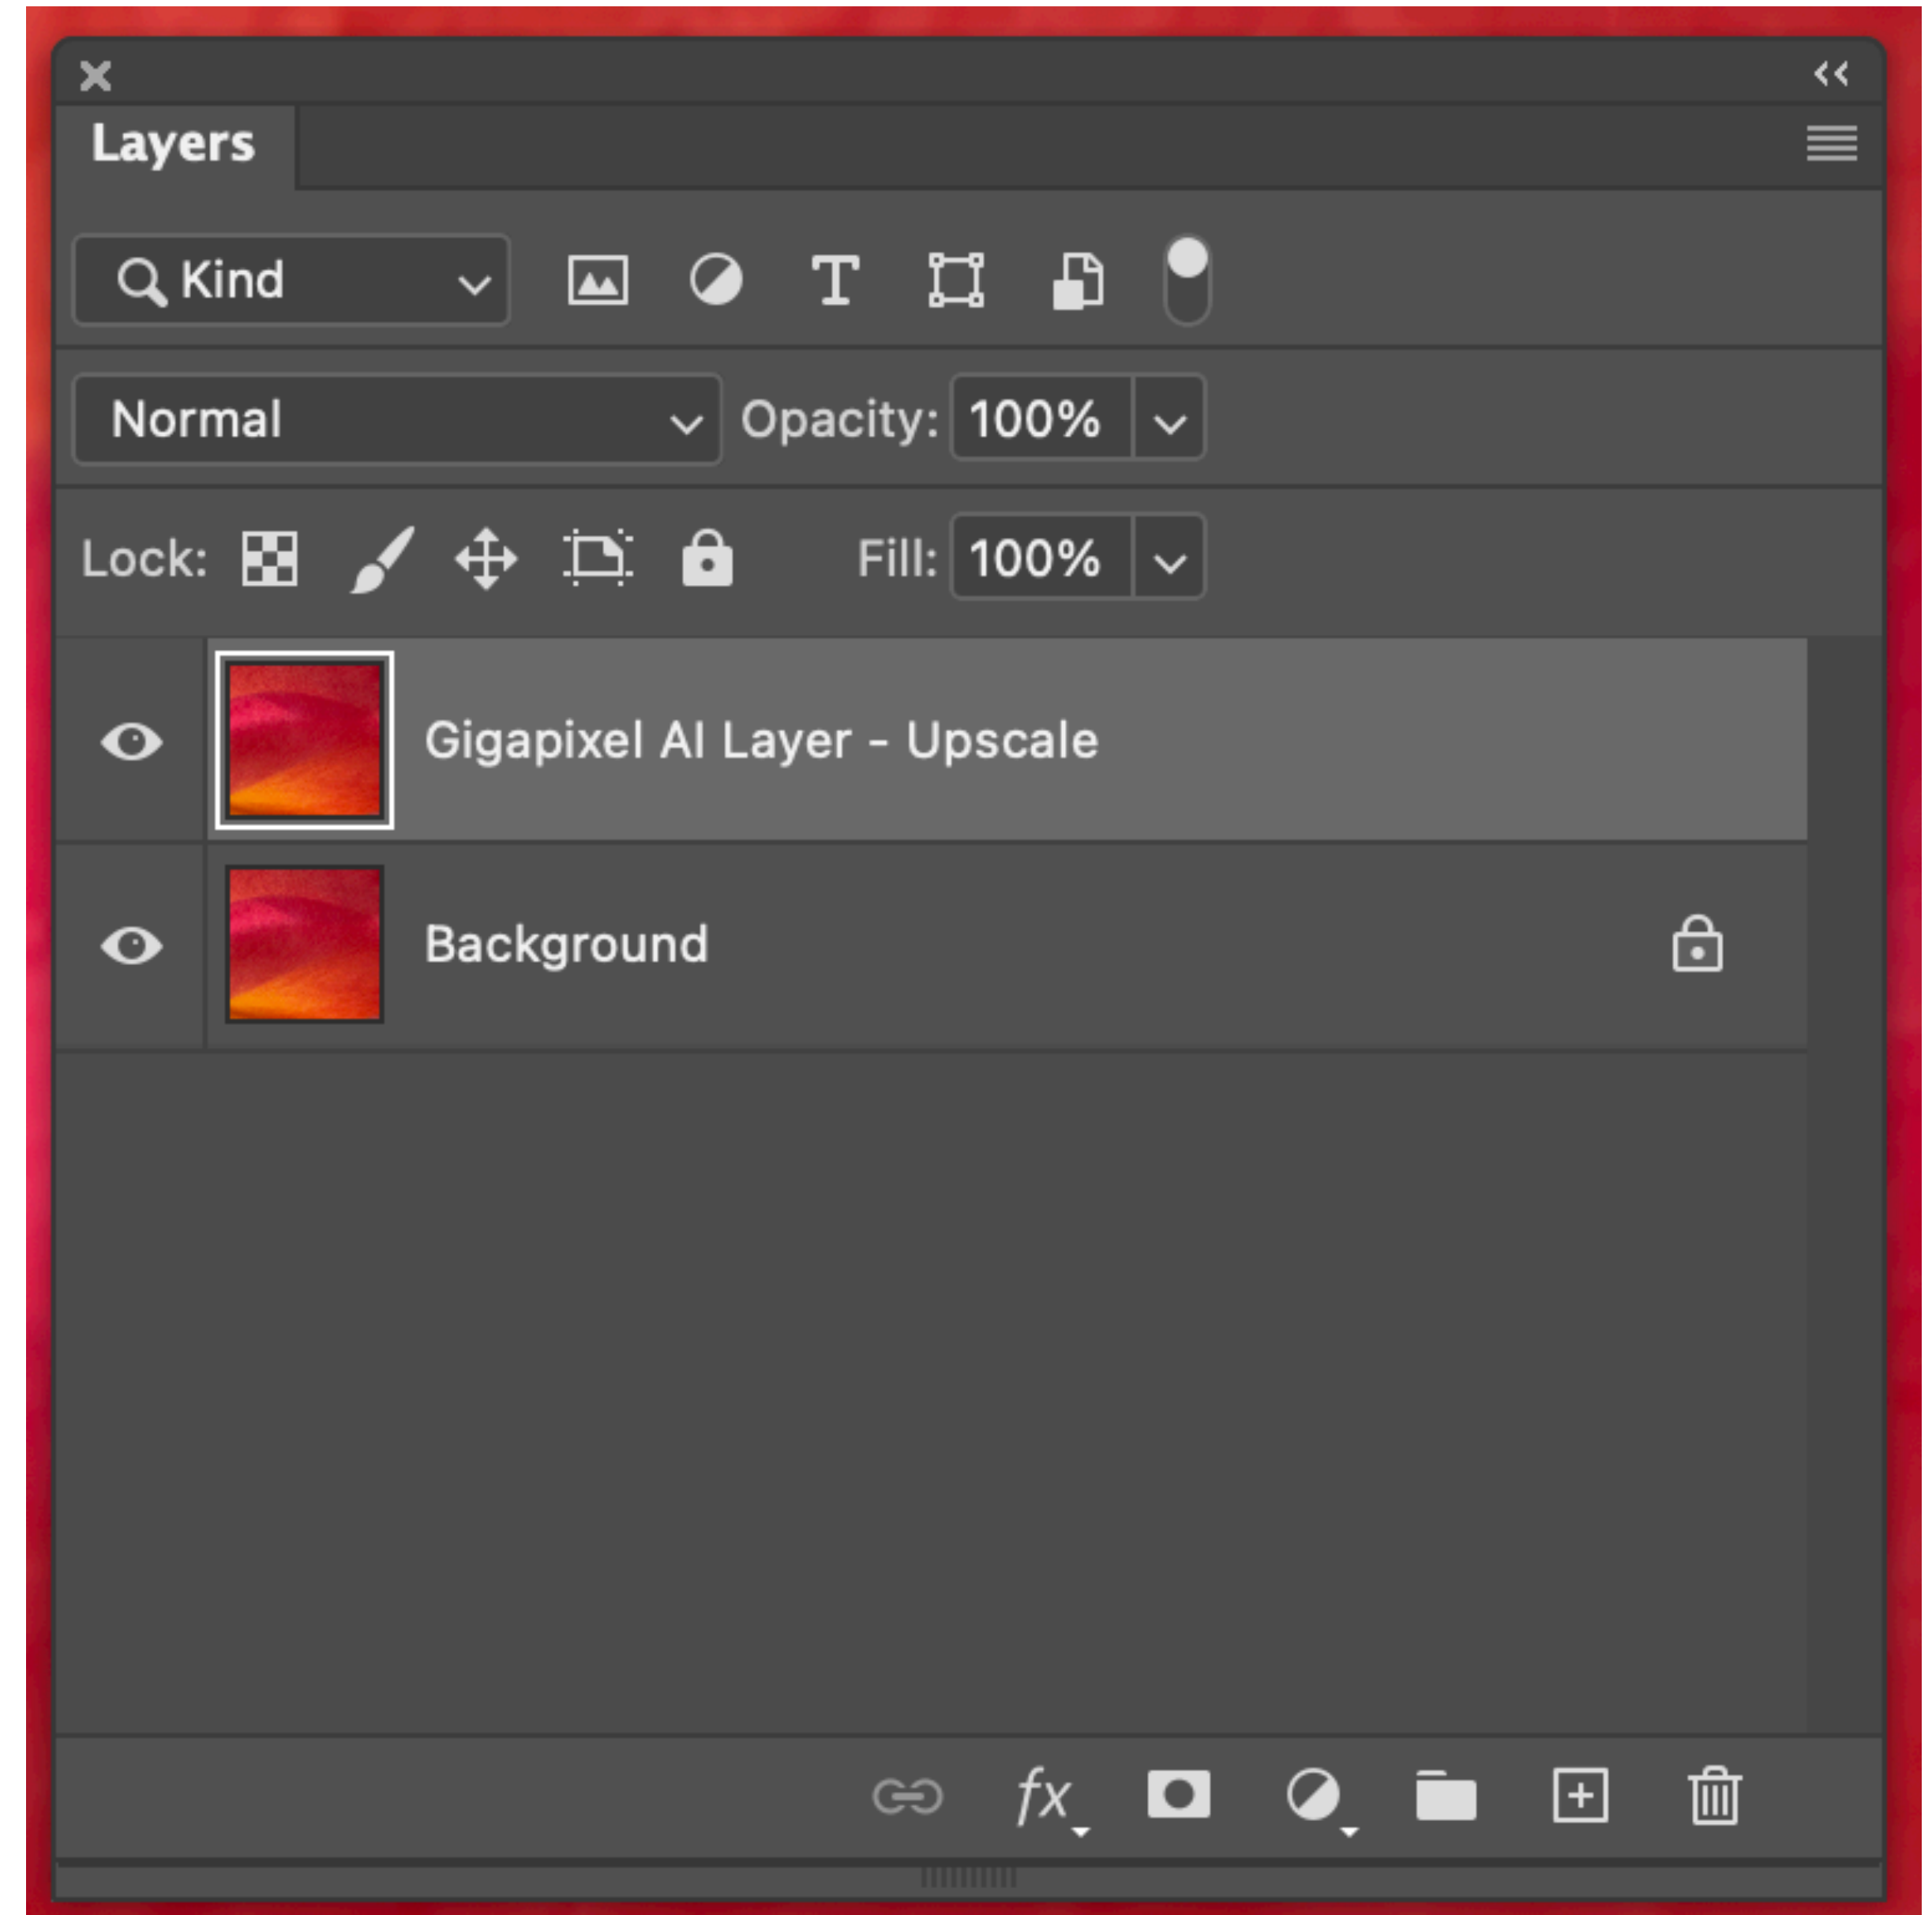 Layers
Kind
Normal Opacity: 100%
Lock: Fill: 100%
Gigapixel AI Layer - Upscale
Background
fx